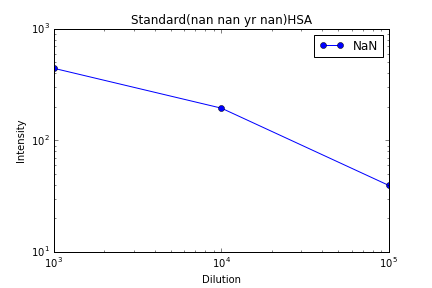 Standard(nan nan yr nan)HSA
10³
NaN
Intensity
10²
10¹
10³ 10⁴ 10⁵
Dilution